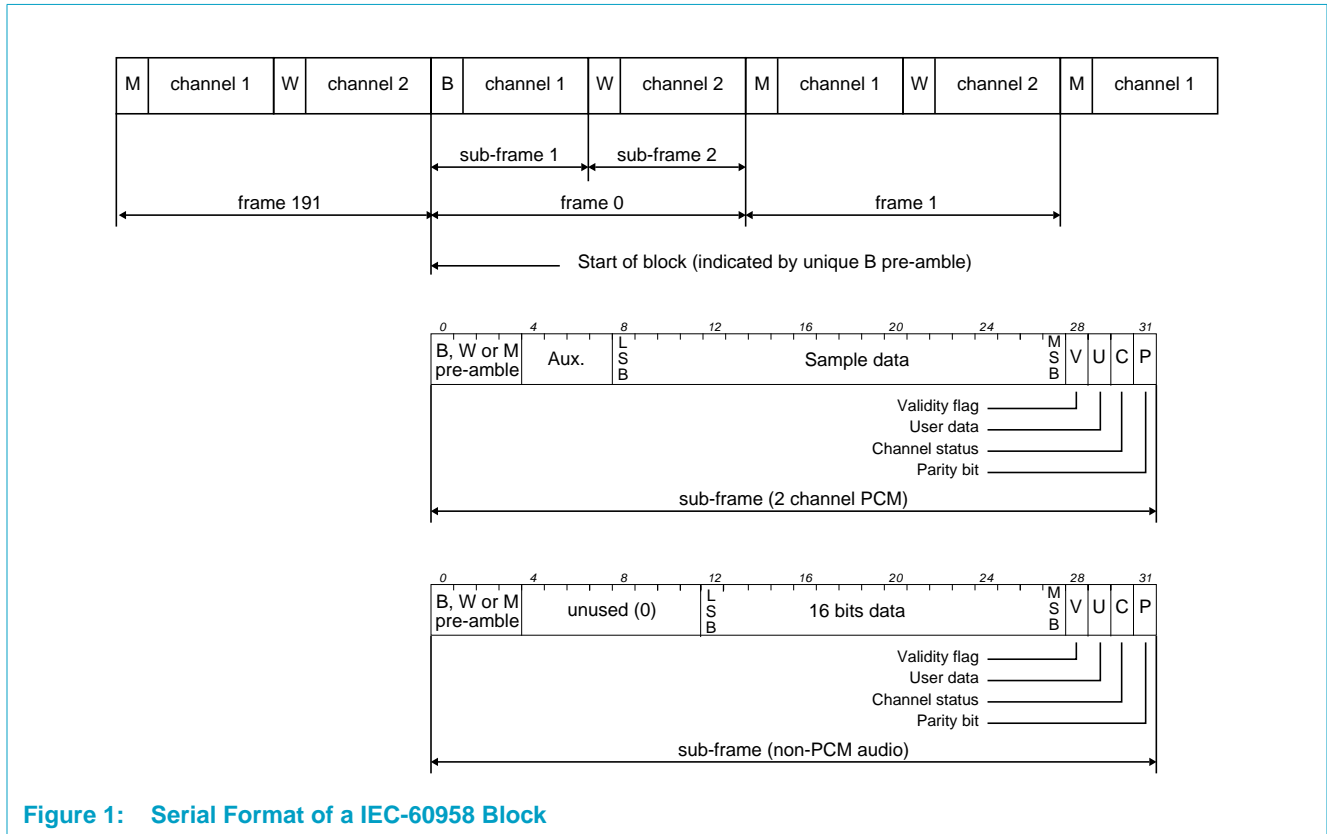 M channel 1 W channel 2 B channel 1 W channel 2 M channel 1 W channel 2 M channel 1
sub-frame 1 sub-frame 2
frame 191 frame 0 frame 1
Start of block (indicated by unique B pre-amble)
0 4 8 12 16 20 24 28 31
B, W or M pre-amble Aux. LSB Sample data MSB V U C P
Validity flag
User data
Channel status
Parity bit
sub-frame (2 channel PCM)
0 4 8 12 16 20 24 28 31
B, W or M pre-amble unused (0) LSB 16 bits data MSB V U C P
Validity flag
User data
Channel status
Parity bit
sub-frame (non-PCM audio)
Figure 1: Serial Format of a IEC-60958 Block